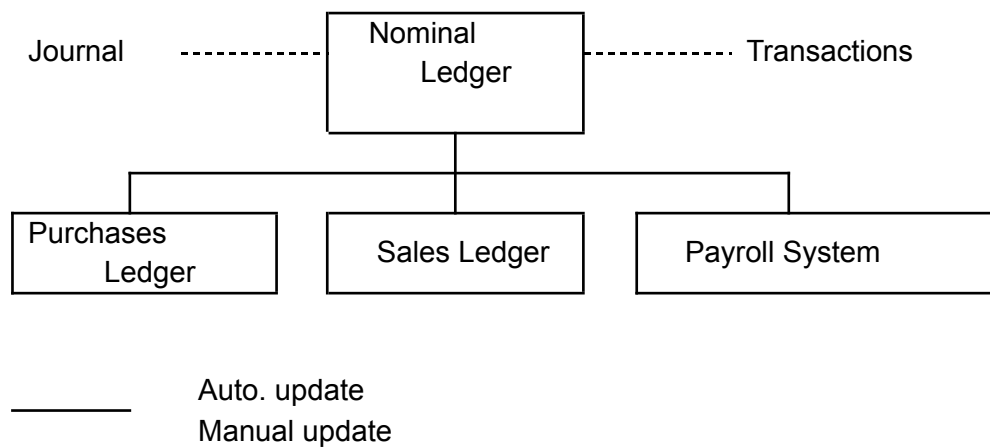 Journal
Nominal
Ledger
Transactions
Purchases
Ledger
Sales Ledger
Payroll System
Auto. update
Manual update